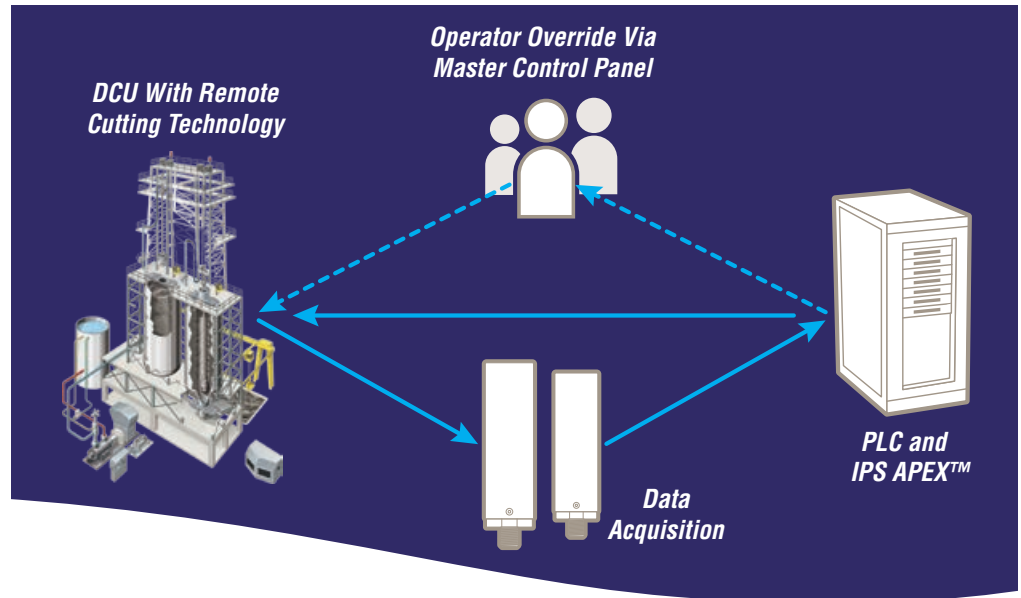 Operator Override Via
Master Control Panel
DCU With Remote
Cutting Technology
PLC and
IPS APEX™
Data
Acquisition